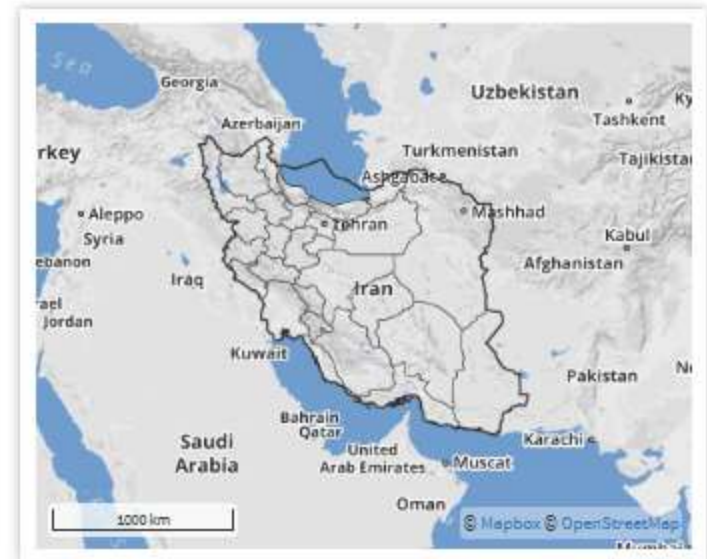 Sea
Georgia
Uzbekistan
Ky
Tashkent
Azerbaijan
rkey
Turkmenistan
Tajikista
Ashgabat
Aleppo
Mashhad
Tehran
Syria
Kabul
ebanon
Afghanistan
Iraq
Iran
ael
Jordan
Kuwait
Pakistan
N
Bahrain
Qatar
Saudi
Arabia
United
Arab Emirates
Karachi
Muscat
Oman
1000 km
© Mapbox © OpenStreetMap